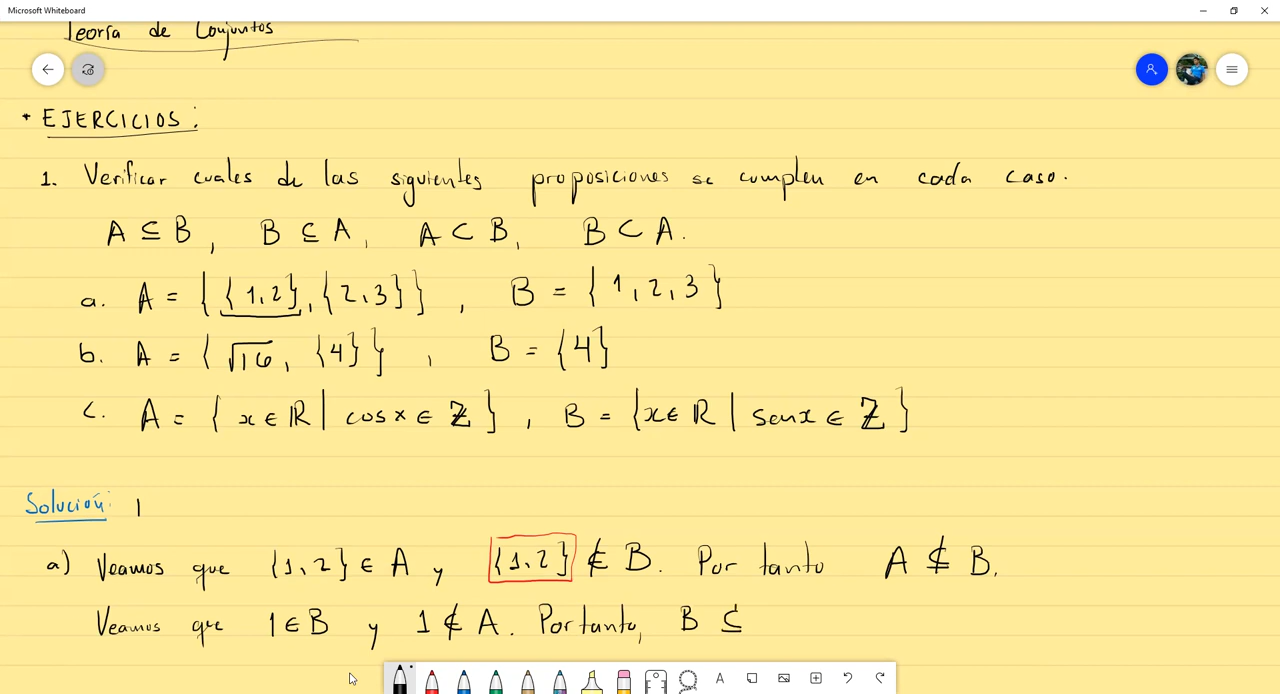 Microsoft Whiteboard
Teoría de Conjuntos
* EJERCICIOS:
1. Verificar cuales de las siguientes proposiciones se cumplen en cada caso.
A ⊆ B, B ⊆ A, A ⊂ B, B ⊂ A.
a. A = { {1,2}, {2,3} } , B = { 1, 2, 3 }
b. A = { √16, {4} } , B = {4}
c. A = { x ∈ ℝ | cos x ∈ ℤ } , B = { x ∈ ℝ | sen x ∈ ℤ }
Solución: 1
a) Veamos que {1,2} ∈ A y {1,2} ∉ B. Por tanto A ⊈ B.
Veamos que 1 ∈ B y 1 ∉ A. Por tanto, B ⊆
A